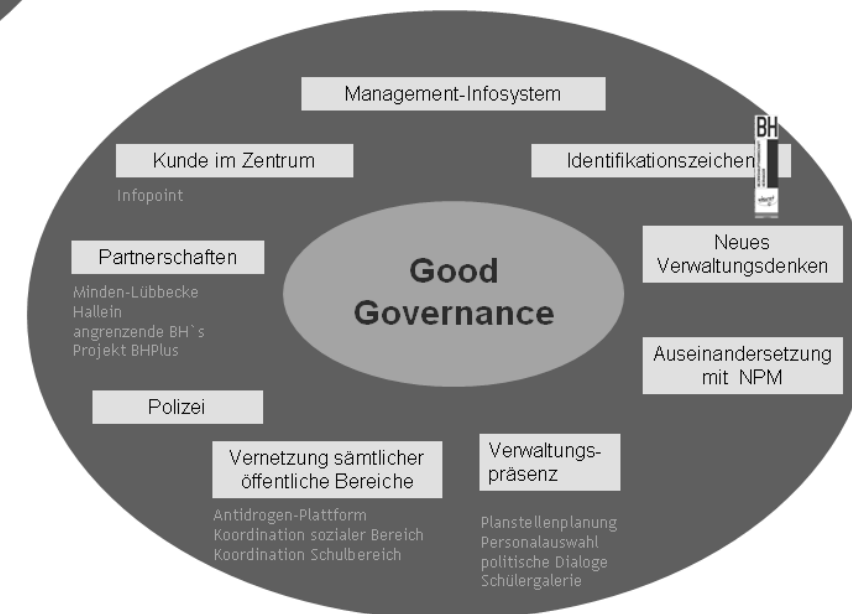 Management-Infosystem
BH
Kunde im Zentrum
Identifikationszeichen
Infopoint
Neues
Verwaltungsdenken
Partnerschaften
Minden-Lübbecke
Hallein
angrenzende BH`s
Projekt BHPlus
Good
Governance
Auseinandersetzung
mit NPM
Polizei
Vernetzung sämtlicher
öffentliche Bereiche
Antidrogen-Plattform
Koordination sozialer Bereich
Koordination Schulbereich
Verwaltungs-
präsenz
Planstellenplanung
Personalauswahl
politische Dialoge
Schülergalerie